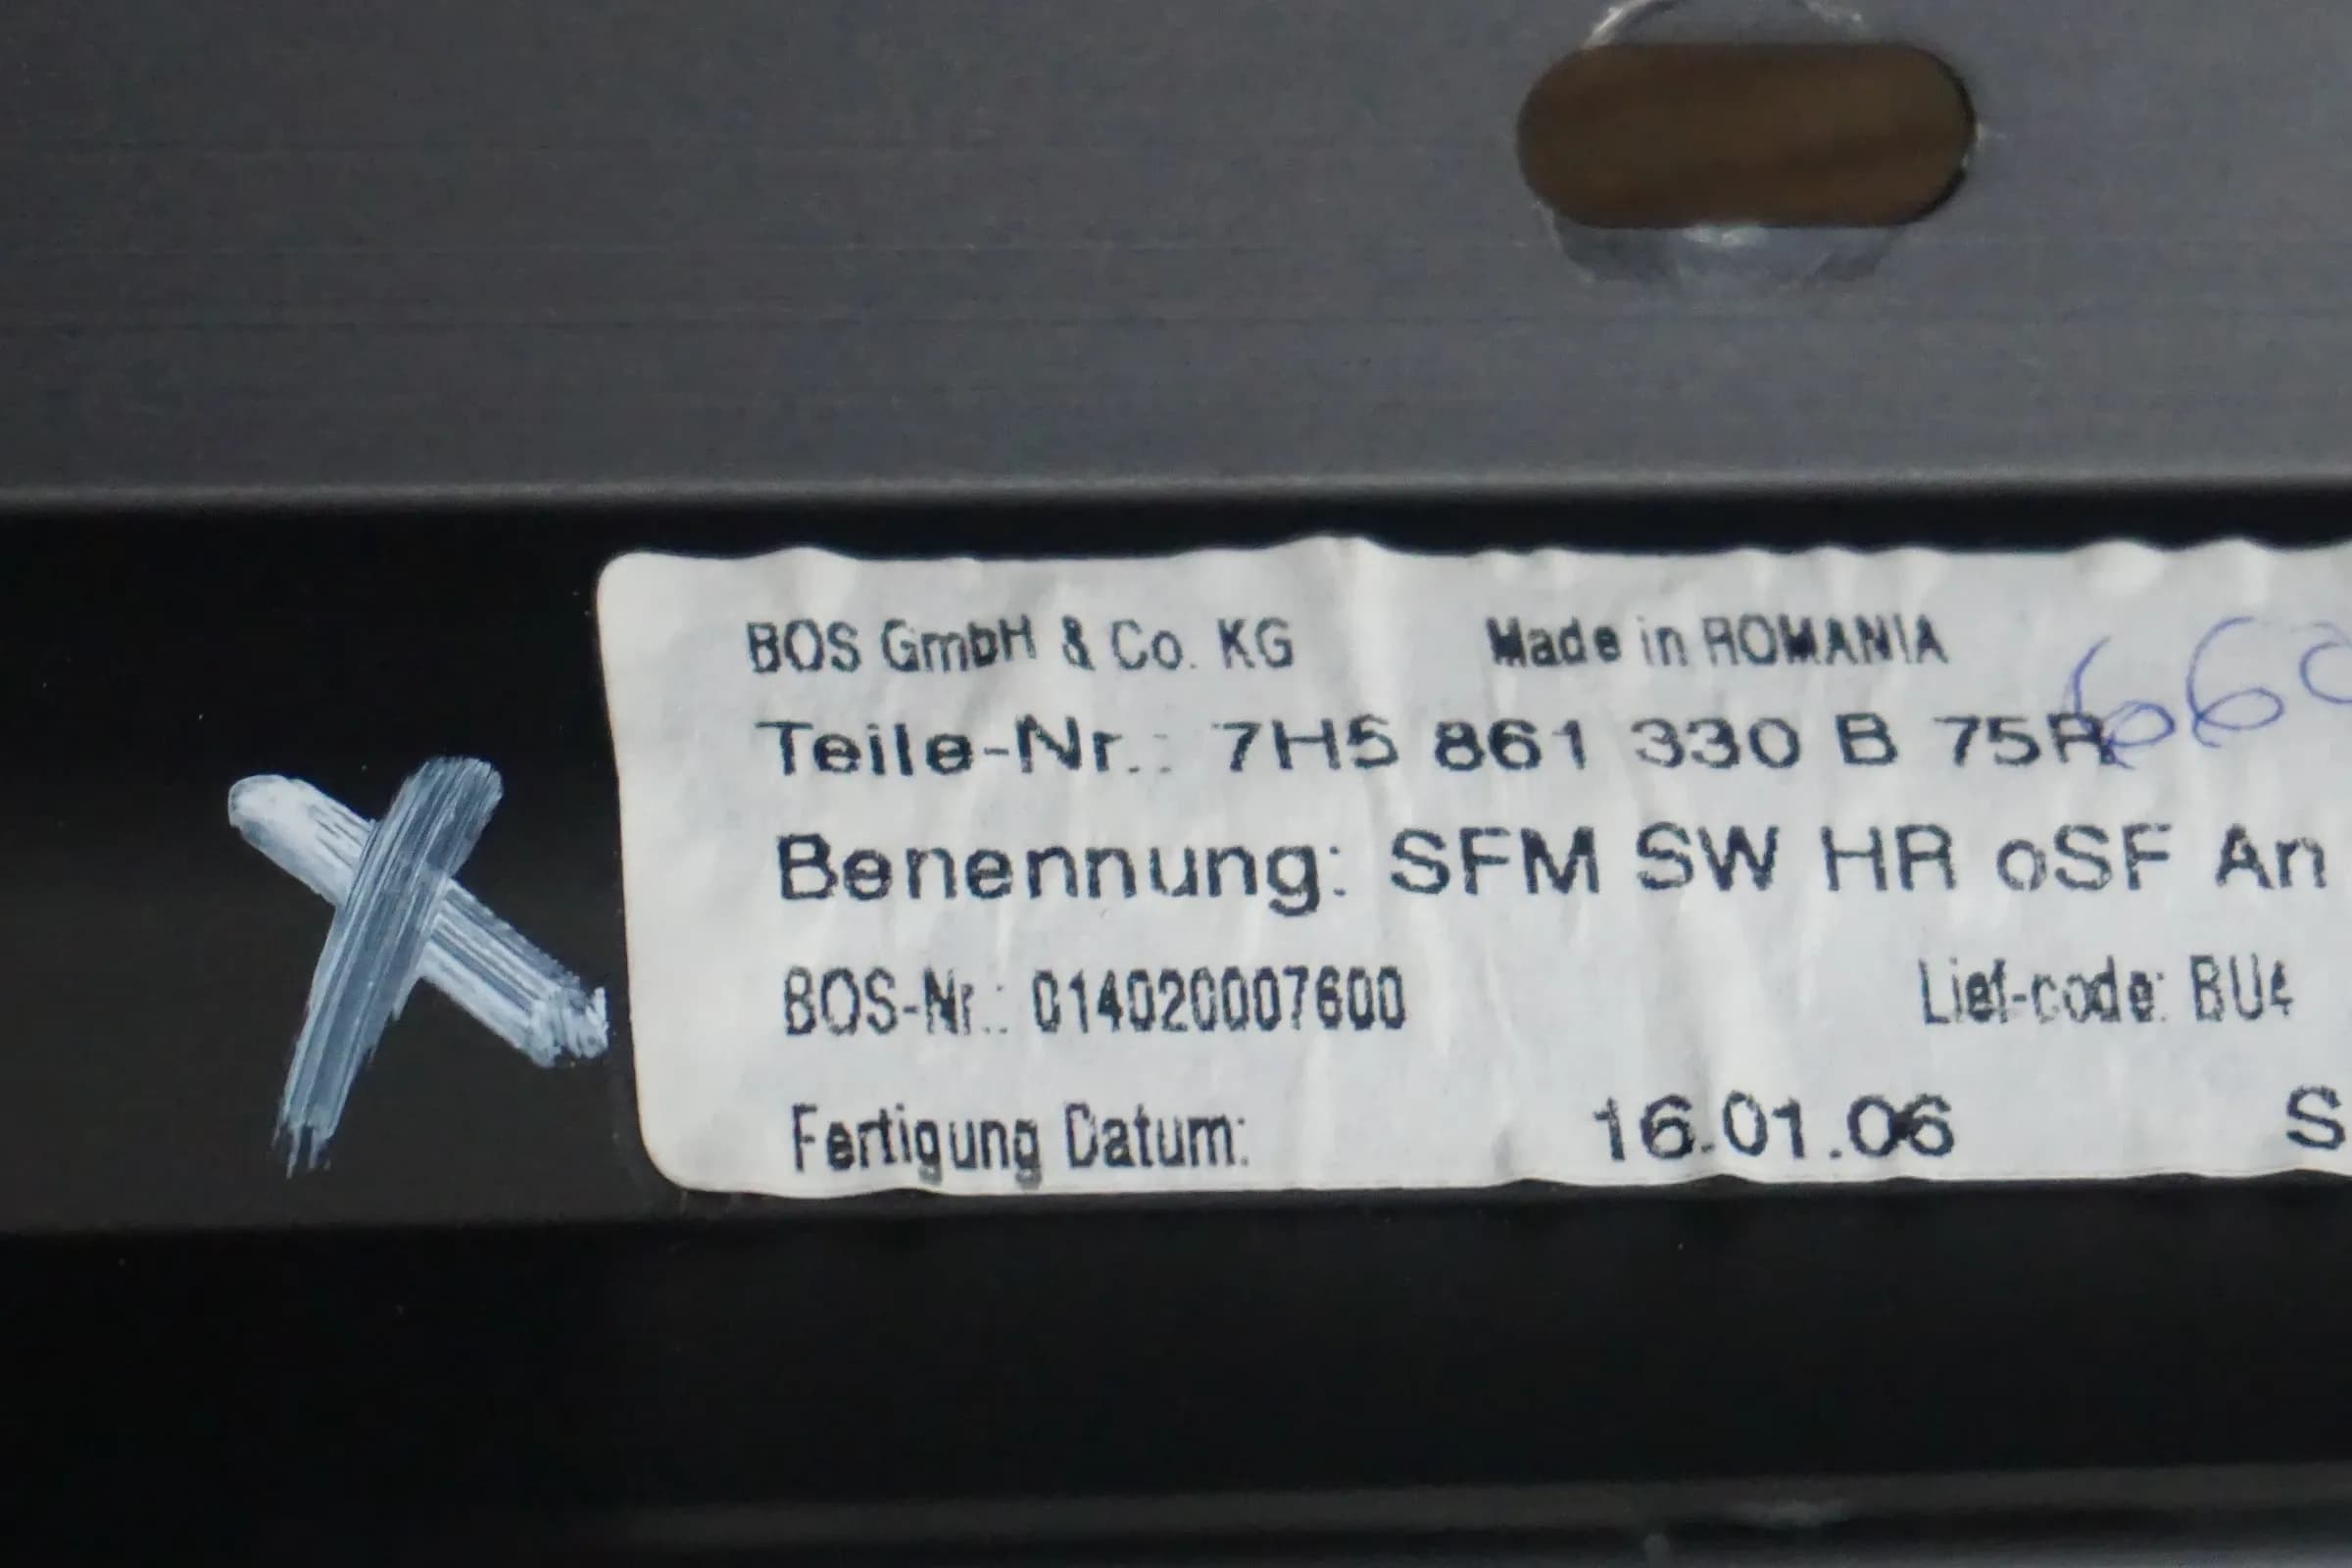 BOS GmbH & Co. KG Made in ROMANIA
Teile-Nr.: 7H5 861 330 B 75R 660
Benennung: SFM SW HR oSF An
BOS-Nr.: 014020007600 Lief-code: BU4
Fertigung Datum: 16.01.06 S